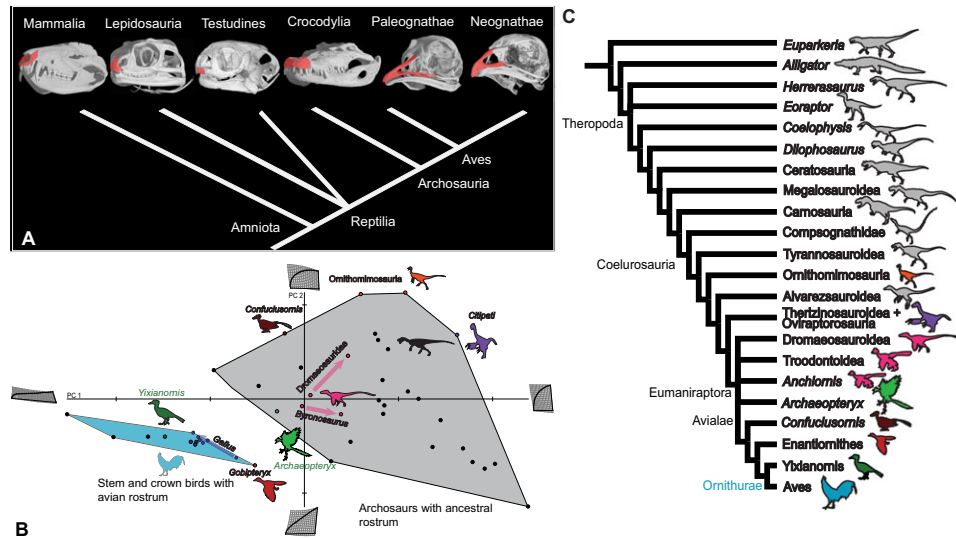 Mammalia Lepidosauria Testudines Crocodylia Paleognathae Neognathae
Aves
Archosauria
Reptilia
Amniota
A
PC 2
Ornithomimosauria
Confuciusornis
Citipati
Dromaeosauridae
PC 1
Yixianornis
Byronosaurus
Gallus
Archaeopteryx
Gobipteryx
Stem and crown birds with
avian rostrum
Archosaurs with ancestral
rostrum
B
C
Euparkeria
Alligator
Herrerasaurus
Eoraptor
Theropoda
Coelophysis
Dilophosaurus
Ceratosauria
Megalosauroidea
Carnosauria
Compsognathidae
Tyrannosauroidea
Coelurosauria
Ornithomimosauria
Alvarezsauroidea
Therizinosauroidea +
Oviraptorosauria
Dromaeosauroidea
Troodontoidea
Anchiornis
Eumaniraptora
Archaeopteryx
Avialae
Confuciusornis
Enantiornithes
Yixianornis
Ornithurae
Aves